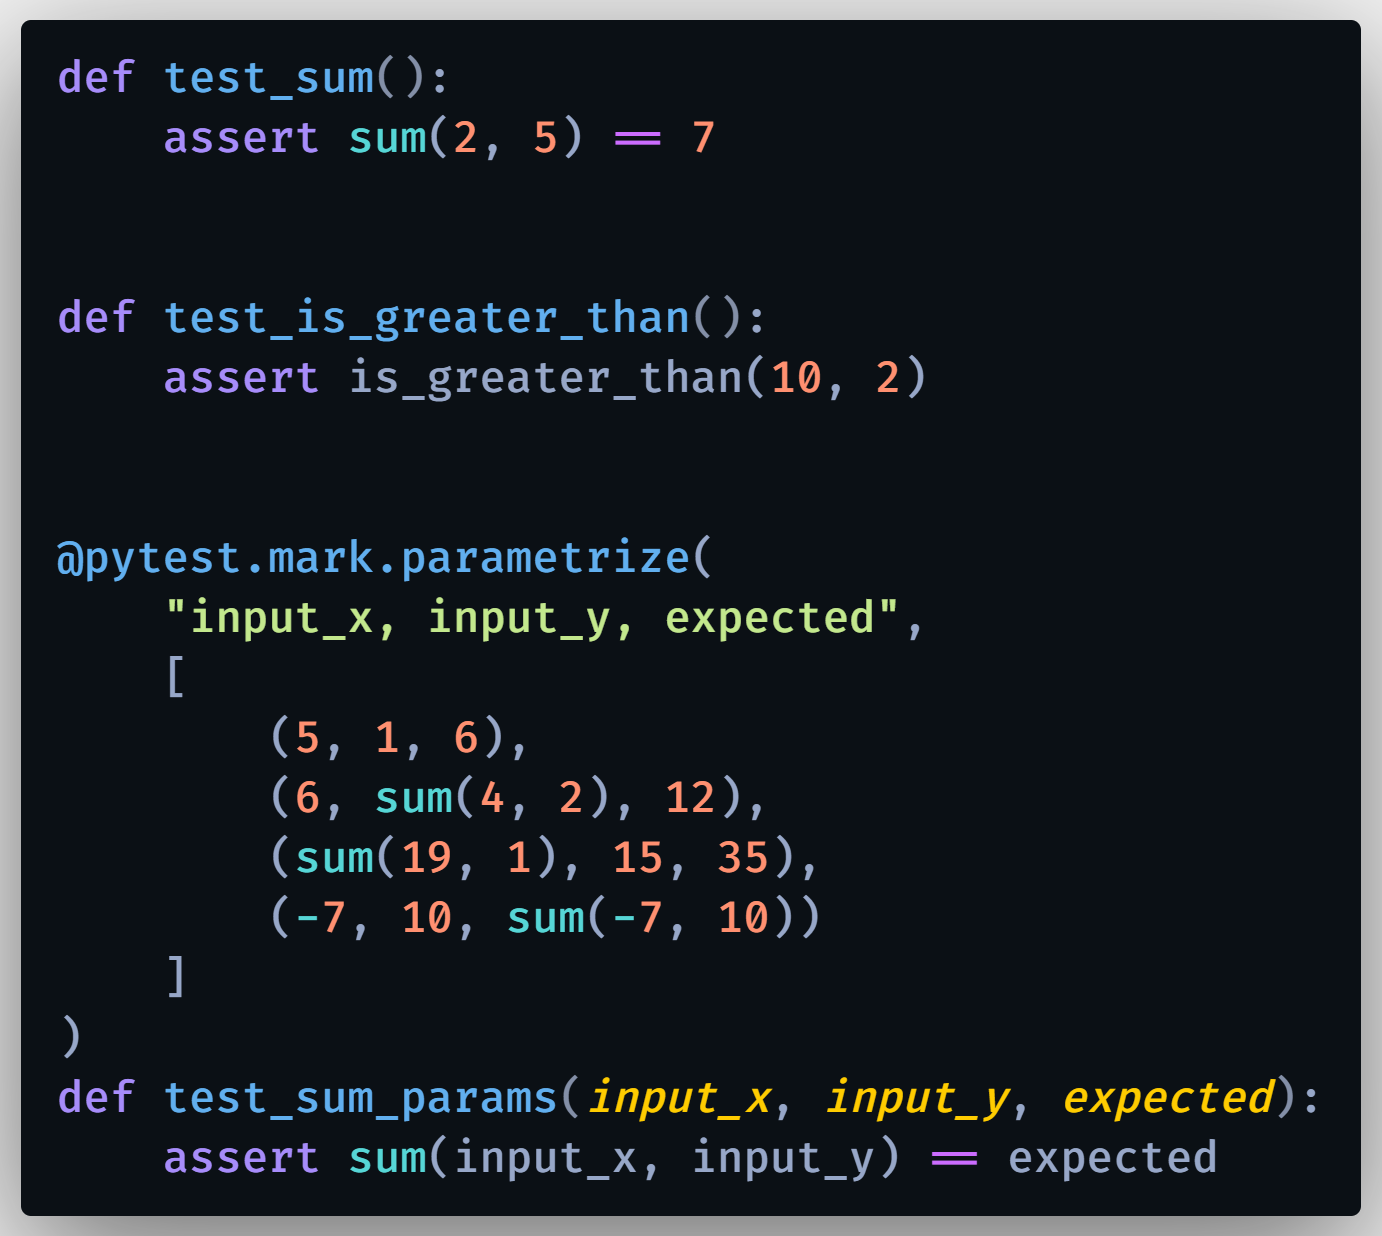 def test_sum():
    assert sum(2, 5) == 7
def test_is_greater_than():
    assert is_greater_than(10, 2)
@pytest.mark.parametrize(
    "input_x, input_y, expected",
    [
        (5, 1, 6),
        (6, sum(4, 2), 12),
        (sum(19, 1), 15, 35),
        (-7, 10, sum(-7, 10))
    ]
)
def test_sum_params(input_x, input_y, expected):
    assert sum(input_x, input_y) == expected